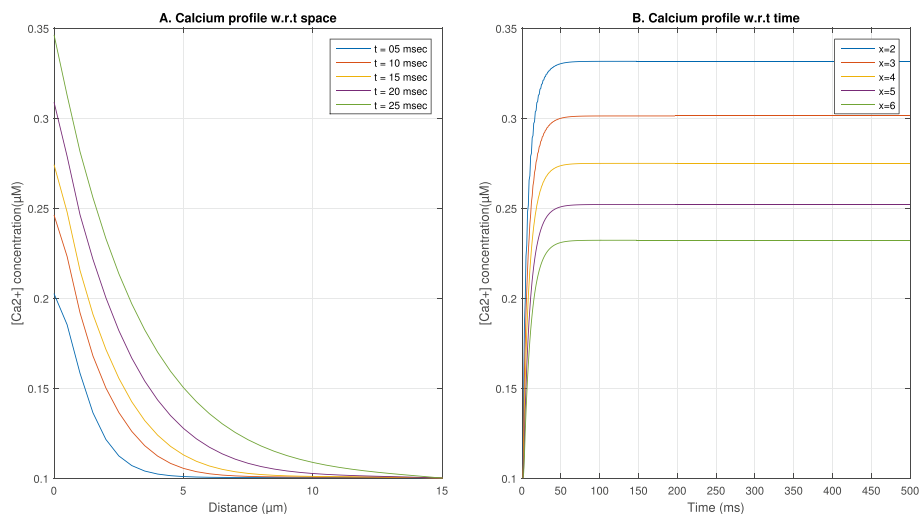 A. Calcium profile w.r.t space
[Ca2+] concentration(µM)
0.35
0.3
0.25
0.2
0.15
0.1
0
5
10
15
Distance (µm)
t = 05 msec
t = 10 msec
t = 15 msec
t = 20 msec
t = 25 msec
B. Calcium profile w.r.t time
[Ca2+] concentration(µM)
0.35
0.3
0.25
0.2
0.15
0.1
0
50
100
150
200
250
300
350
400
450
500
Time (ms)
x=2
x=3
x=4
x=5
x=6